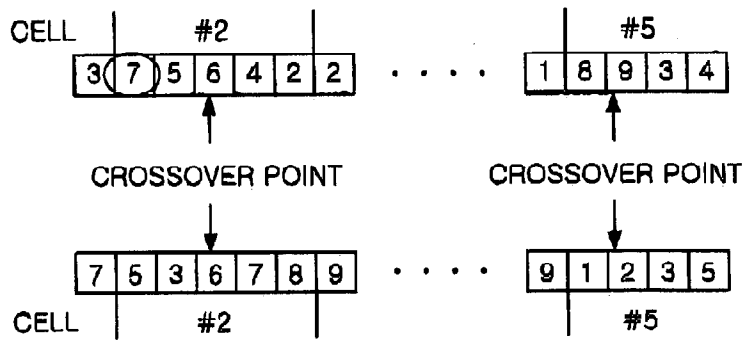 CELL #2 #5
3 7 5 6 4 2 2 · · · · 1 8 9 3 4
CROSSOVER POINT CROSSOVER POINT
7 5 3 6 7 8 9 · · · · 9 1 2 3 5
CELL #2 #5